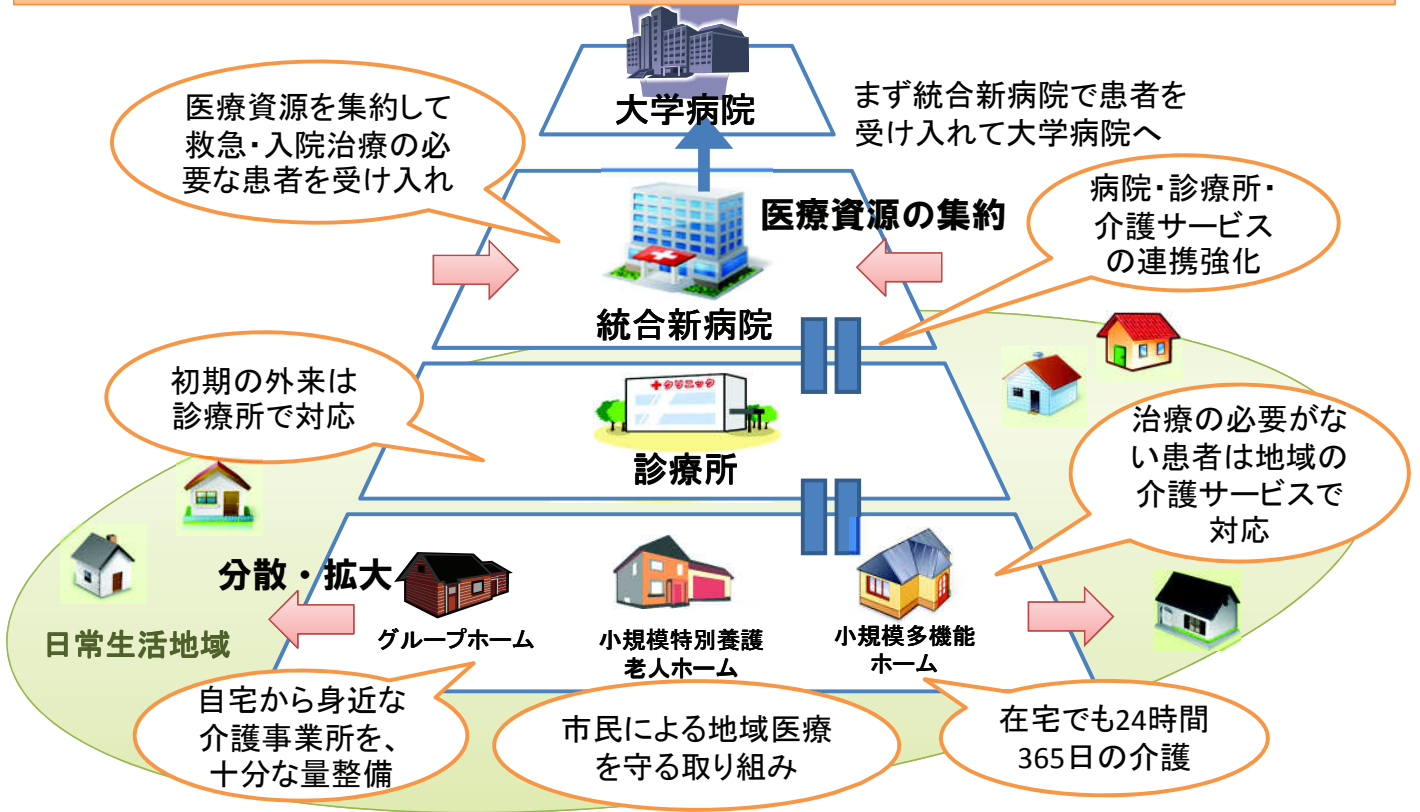 大学病院
まず統合新病院で患者を
受け入れて大学病院へ
医療資源を集約して
救急・入院治療の必
要な患者を受け入れ
医療資源の集約
病院・診療所・
介護サービス
の連携強化
統合新病院
初期の外来は
診療所で対応
クリニック
診療所
治療の必要がな
い患者は地域の
介護サービスで
対応
分散・拡大
日常生活地域
グループホーム
小規模特別養護
老人ホーム
小規模多機能
ホーム
自宅から身近な
介護事業所を、
十分な量整備
市民による地域医療
を守る取り組み
在宅でも24時間
365日の介護